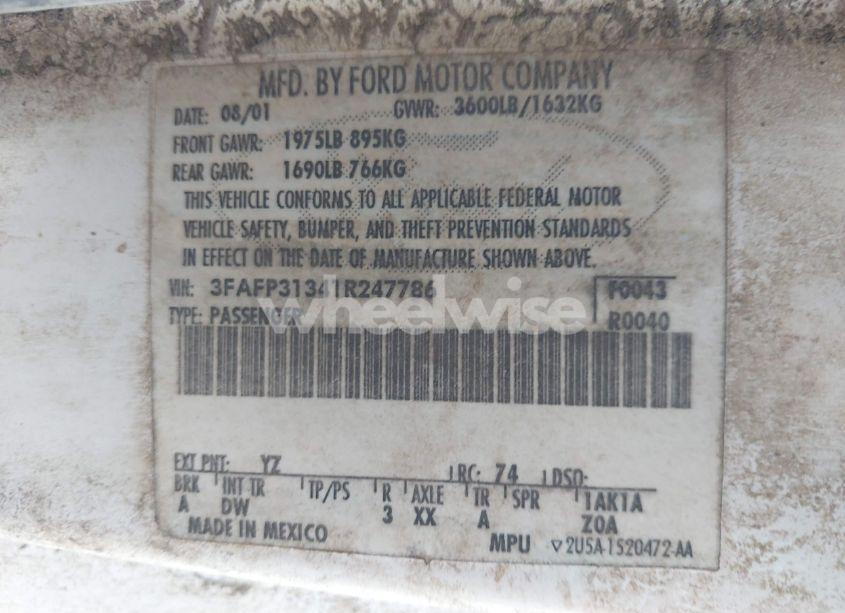 MFD. BY FORD MOTOR COMPANY
DATE: 08/01 GVWR: 3600LB/1632KG
FRONT GAWR: 1975LB 895KG
REAR GAWR: 1690LB 766KG
THIS VEHICLE CONFORMS TO ALL APPLICABLE FEDERAL MOTOR
VEHICLE SAFETY, BUMPER, AND THEFT PREVENTION STANDARDS
IN EFFECT ON THE DATE OF MANUFACTURE SHOWN ABOVE.
VIN: 3FAFP31341R247786 F0043
TYPE: PASSENGER R0040
wheelwise
EXT PNT: YZ RC: 74 DSO:
BRK INT TR TP/PS R AXLE TR SPR 1AK1A
A DW 3 XX A Z0A
MADE IN MEXICO
MPU ▽2U5A-1520472-AA